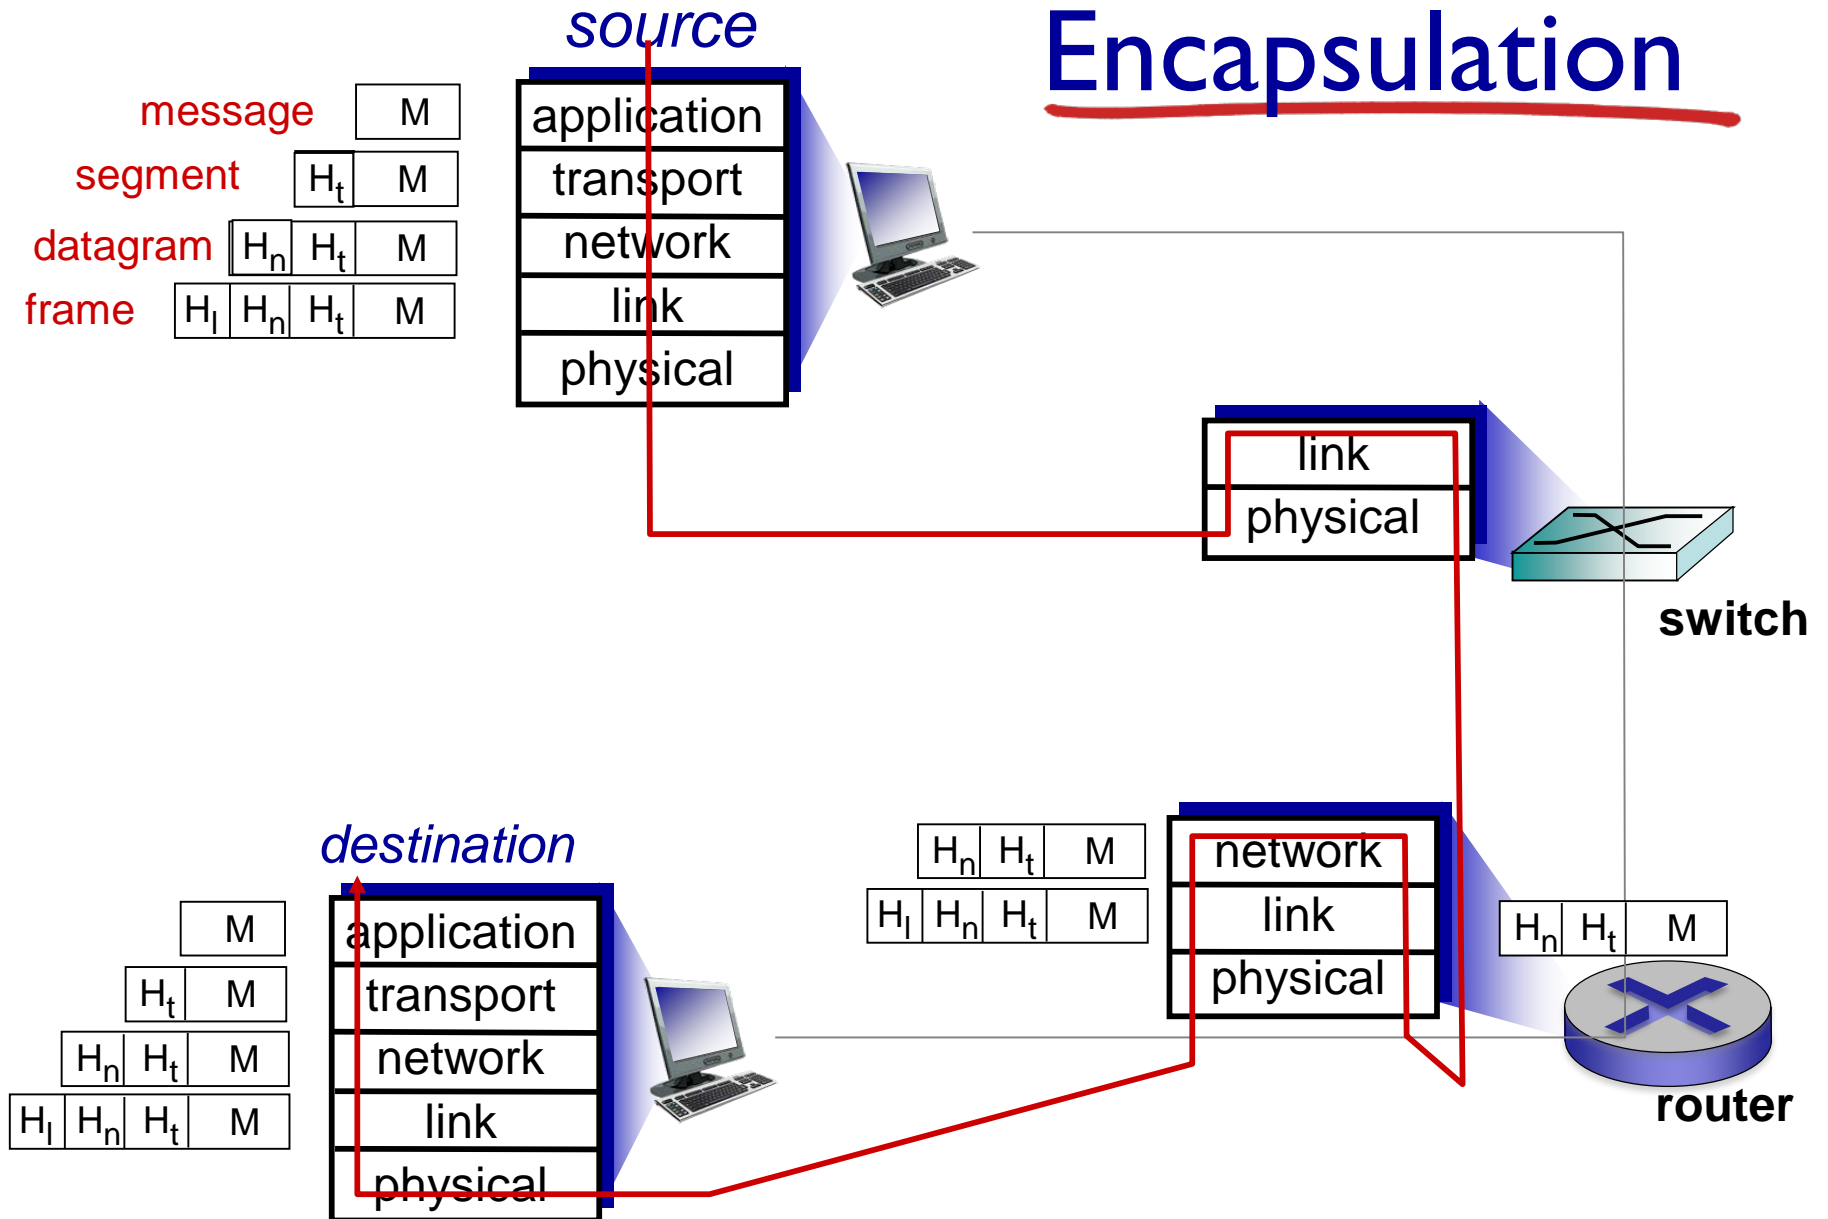 source
Encapsulation
message M
segment Ht M
datagram Hn Ht M
frame Hl Hn Ht M
application
transport
network
link
physical
link
physical
switch
destination
M
Ht M
Hn Ht M
Hl Hn Ht M
application
transport
network
link
physical
Hn Ht M
Hl Hn Ht M
network
link
physical
Hn Ht M
router